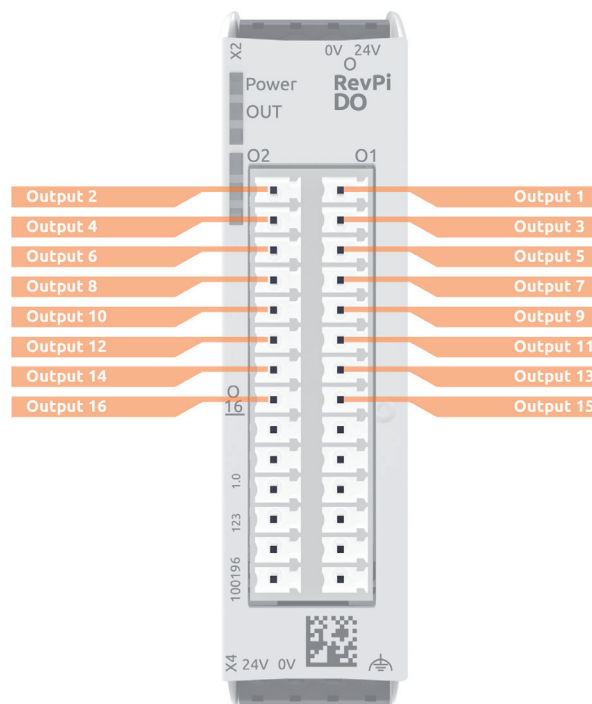 X2
0V 24V
O
Power
RevPi
OUT
DO
O2 O1
Output 2 Output 1
Output 4 Output 3
Output 6 Output 5
Output 8 Output 7
Output 10 Output 9
Output 12 Output 11
Output 14 Output 13
O
16
Output 16 Output 15
1.0
123
100196
X4 24V 0V